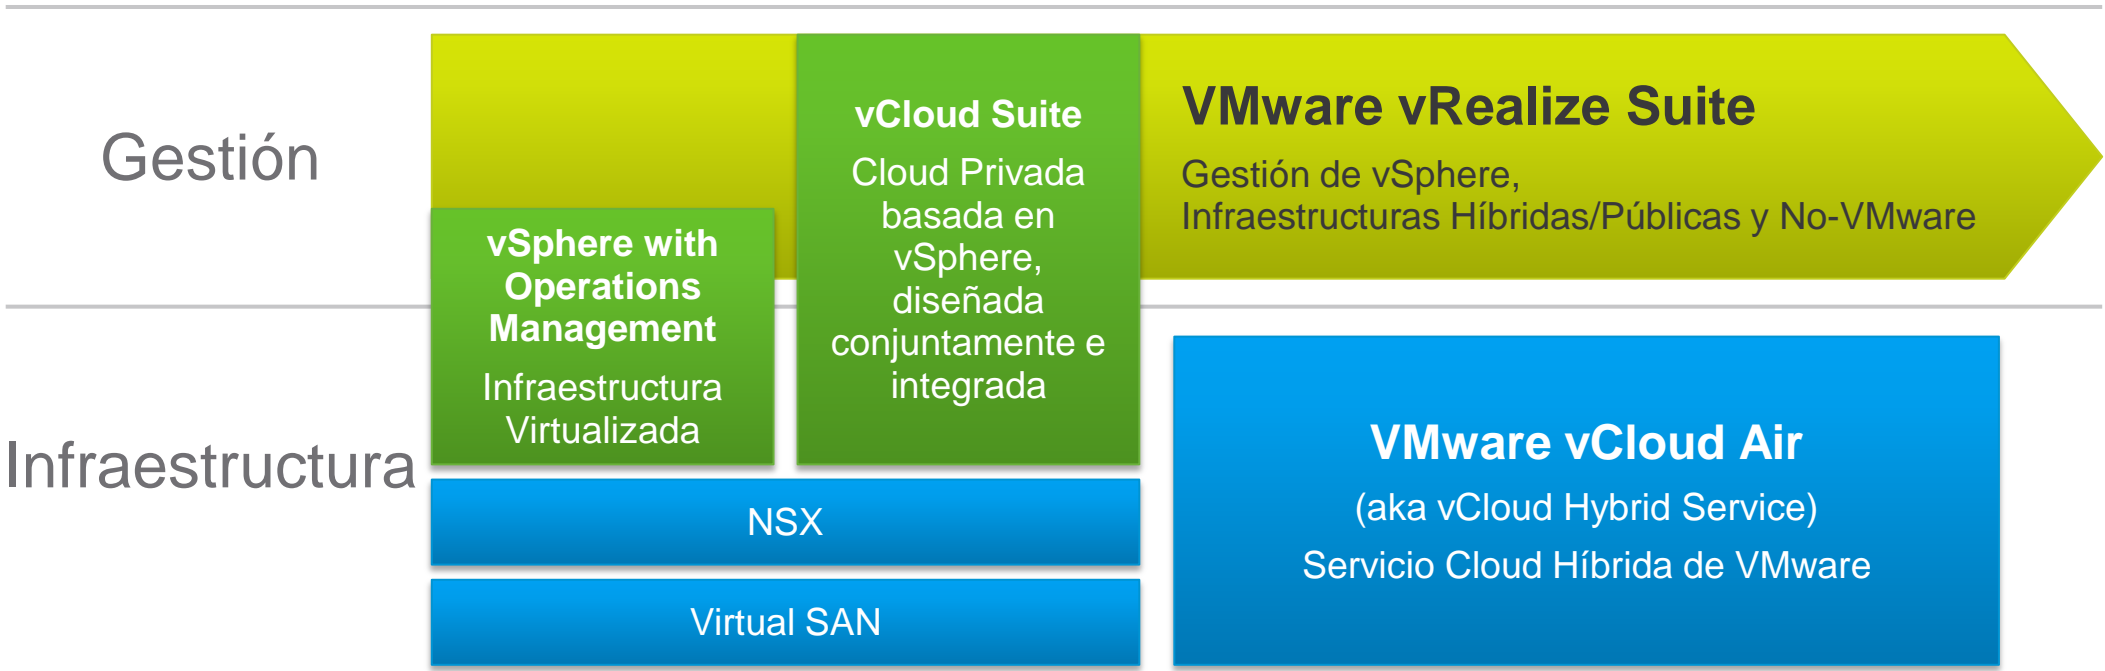 Gestión
vCloud Suite
Cloud Privada
basada en
vSphere,
diseñada
conjuntamente e
integrada
VMware vRealize Suite
Gestión de vSphere,
Infraestructuras Híbridas/Públicas y No-VMware
vSphere with
Operations
Management
Infraestructura
Virtualizada
Infraestructura
NSX
Virtual SAN
VMware vCloud Air
(aka vCloud Hybrid Service)
Servicio Cloud Híbrida de VMware